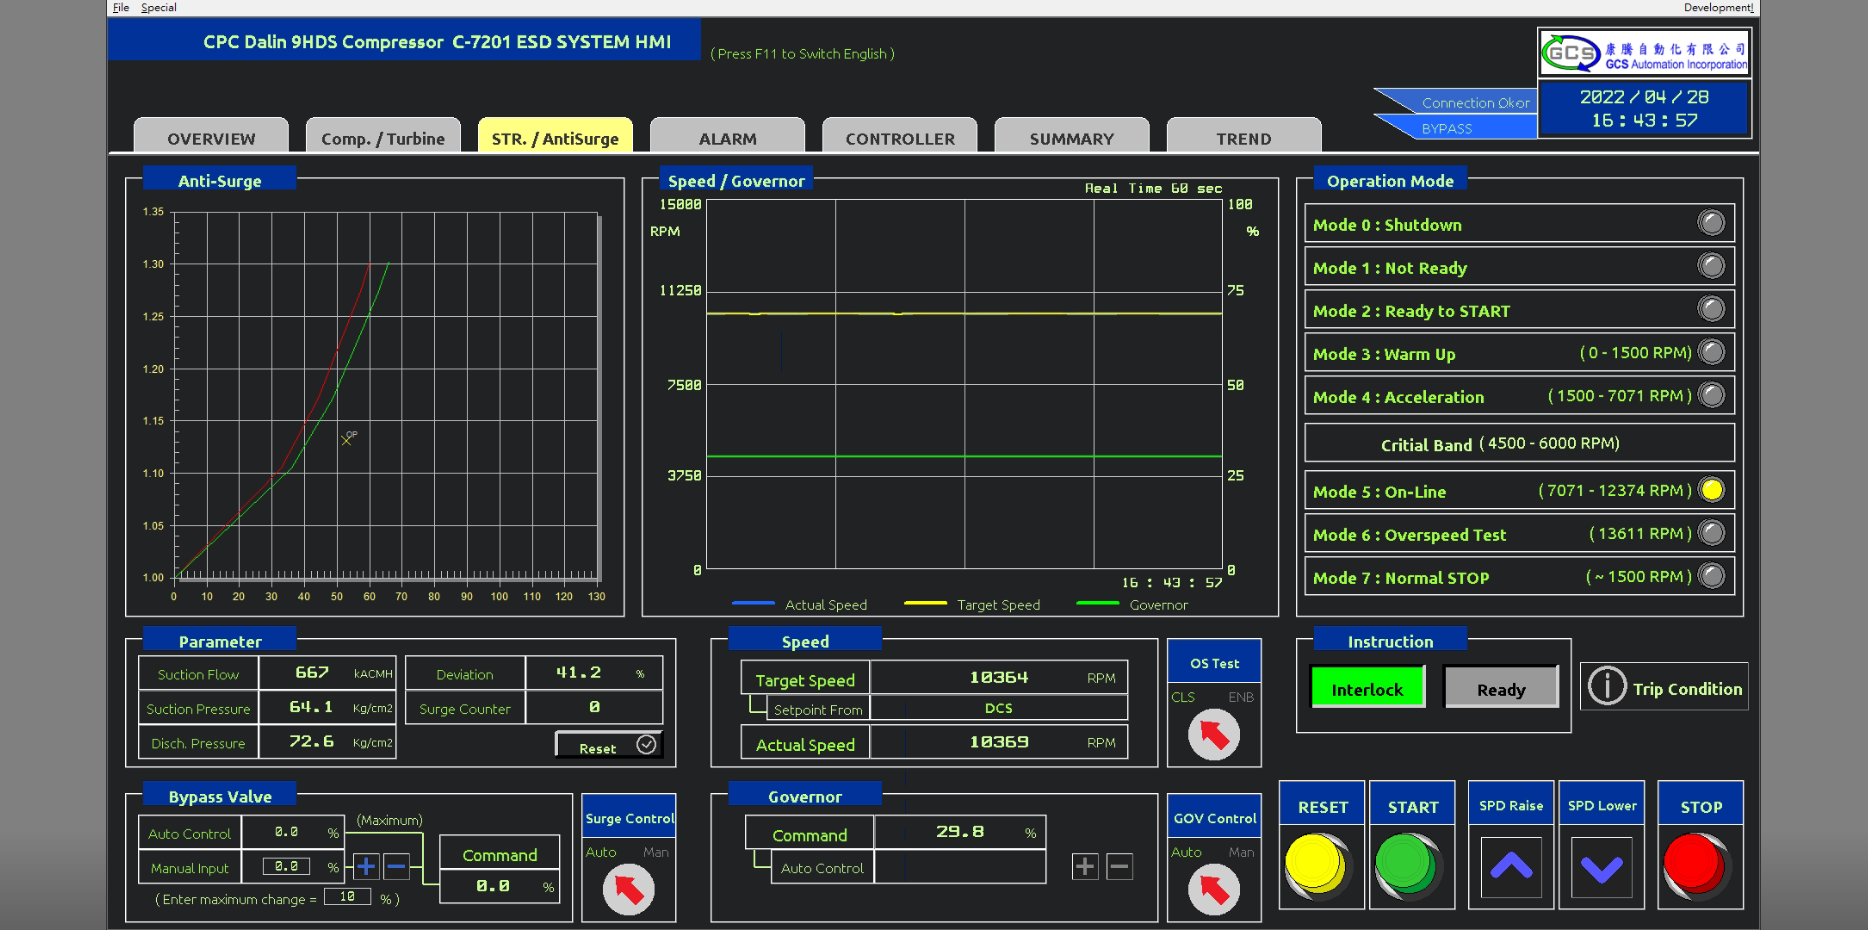 File Special
Development!
CPC Dalin 9HDS Compressor C-7201 ESD SYSTEM HMI
( Press F11 to Switch English )
GCS
康騰自動化有限公司
GCS Automation Incorporation
Connection Okor
BYPASS
2022 / 04 / 28
16 : 43 : 57
OVERVIEW
Comp. / Turbine
STR. / AntiSurge
ALARM
CONTROLLER
SUMMARY
TREND
Anti-Surge
1.35
1.30
1.25
1.20
1.15
1.10
1.05
1.00
OP
0 10 20 30 40 50 60 70 80 90 100 110 120 130
Speed / Governor
Real Time 60 sec
15000
RPM
11250
7500
3750
0
100
%
75
50
25
0
16 : 43 : 57
Actual Speed
Target Speed
Governor
Operation Mode
Mode 0 : Shutdown
Mode 1 : Not Ready
Mode 2 : Ready to START
Mode 3 : Warm Up ( 0 - 1500 RPM)
Mode 4 : Acceleration ( 1500 - 7071 RPM )
Critial Band ( 4500 - 6000 RPM)
Mode 5 : On-Line ( 7071 - 12374 RPM )
Mode 6 : Overspeed Test ( 13611 RPM )
Mode 7 : Normal STOP ( ~ 1500 RPM )
Parameter
Suction Flow 667 kACMH
Suction Pressure 64.1 Kg/cm2
Disch. Pressure 72.6 Kg/cm2
Deviation 41.2 %
Surge Counter 0
Reset
Speed
Target Speed 10364 RPM
Setpoint From DCS
Actual Speed 10369 RPM
OS Test
CLS ENB
Instruction
Interlock
Ready
Trip Condition
Bypass Valve
Auto Control 0.0 %
(Maximum)
Manual Input 0.0 %
+ −
Command
0.0 %
( Enter maximum change = 10 % )
Surge Control
Auto Man
Governor
Command 29.8 %
Auto Control
+ −
GOV Control
Auto Man
RESET
START
SPD Raise
SPD Lower
STOP